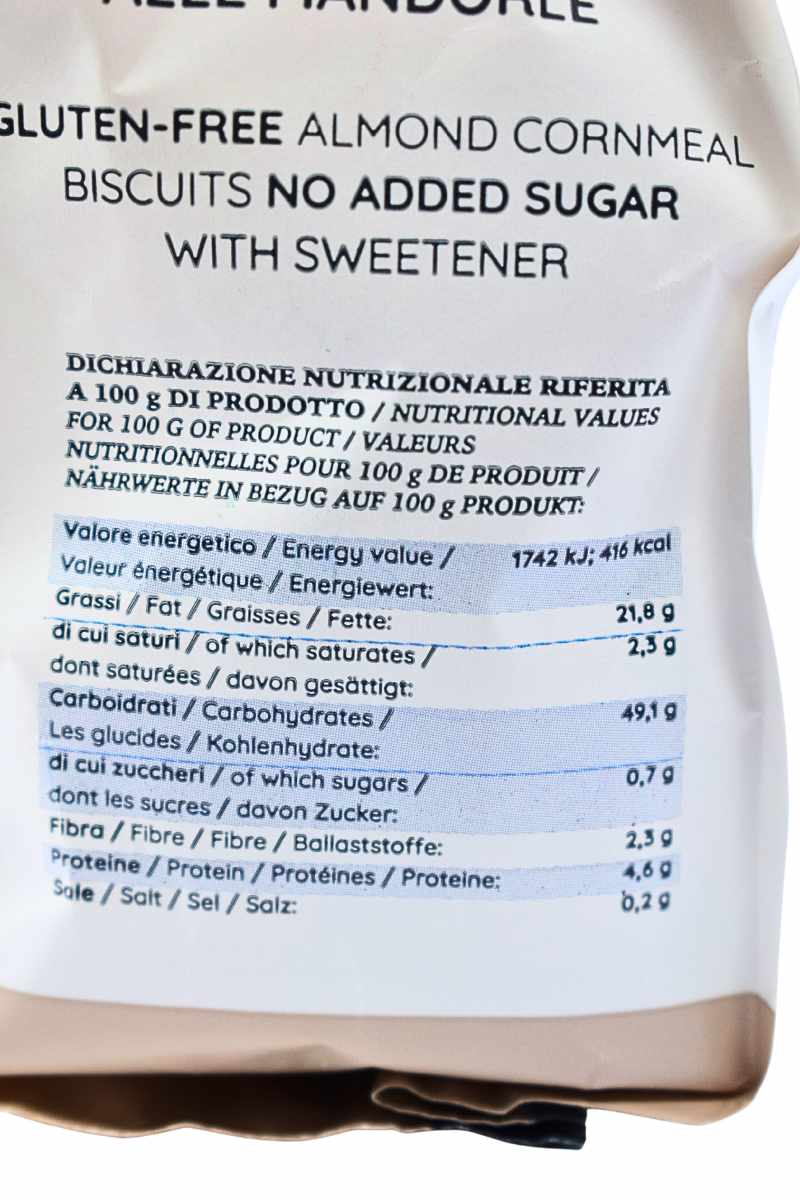 ALLE MANDORLE
GLUTEN-FREE ALMOND CORNMEAL
BISCUITS NO ADDED SUGAR
WITH SWEETENER
DICHIARAZIONE NUTRIZIONALE RIFERITA
A 100 g DI PRODOTTO / NUTRITIONAL VALUES
FOR 100 G OF PRODUCT / VALEURS
NUTRITIONNELLES POUR 100 g DE PRODUIT /
NÄHRWERTE IN BEZUG AUF 100 g PRODUKT:
Valore energetico / Energy value / 1742 kJ; 416 kcal
Valeur énergétique / Energiewert:
Grassi / Fat / Graisses / Fette: 21,8 g
di cui saturi / of which saturates / 2,3 g
dont saturées / davon gesättigt:
Carboidrati / Carbohydrates / 49,1 g
Les glucides / Kohlenhydrate:
di cui zuccheri / of which sugars / 0,7 g
dont les sucres / davon Zucker:
Fibra / Fibre / Fibre / Ballaststoffe: 2,3 g
Proteine / Protein / Protéines / Proteine: 4,6 g
Sale / Salt / Sel / Salz: 0,2 g